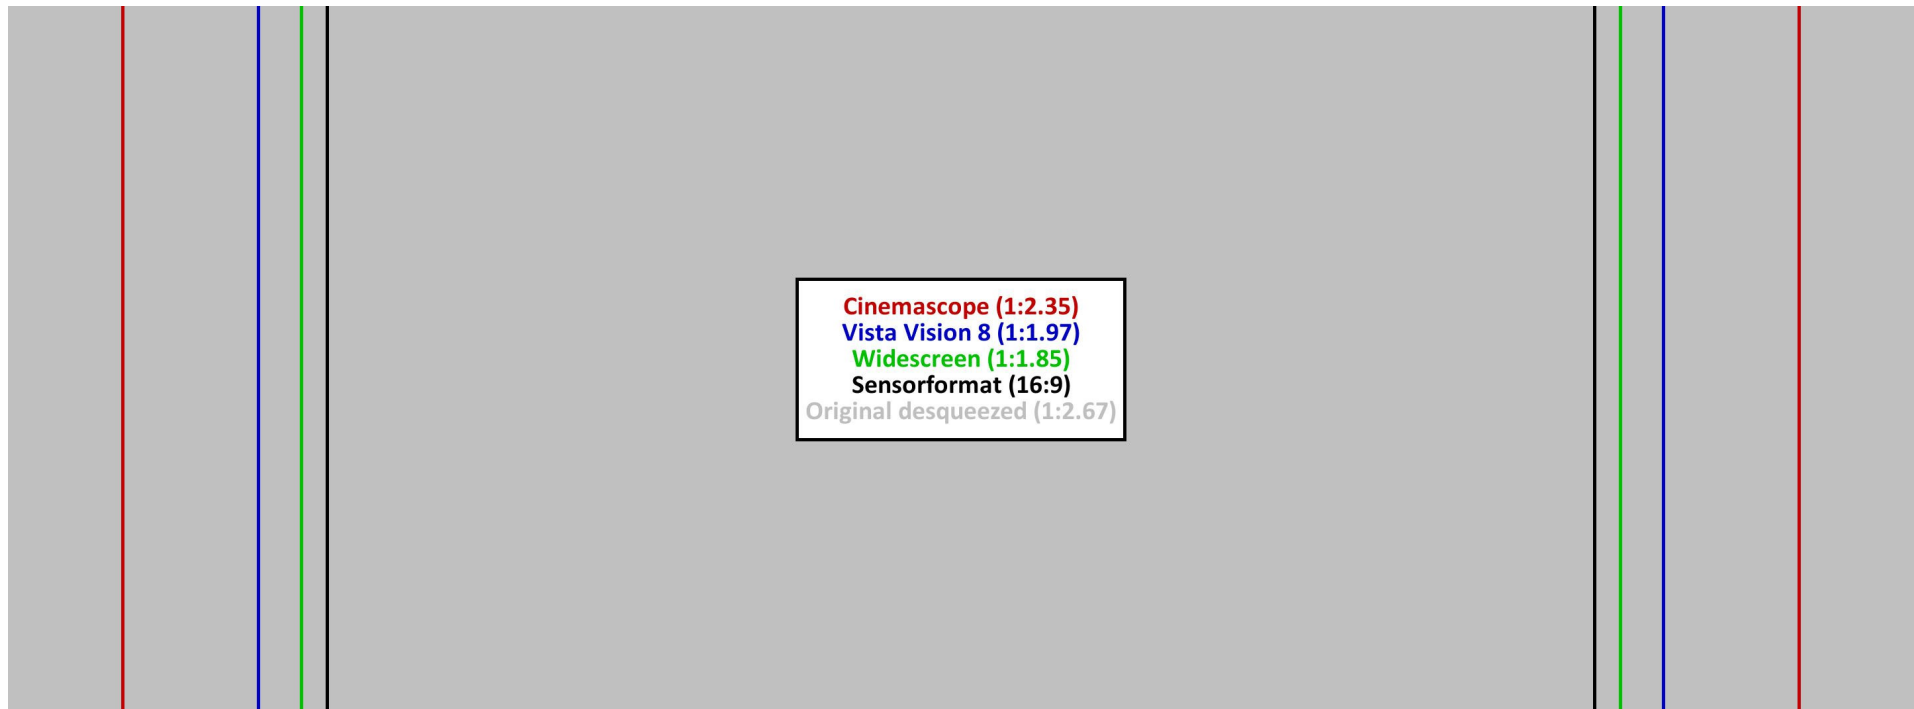 Cinemascope (1:2.35)
Vista Vision 8 (1:1.97)
Widescreen (1:1.85)
Sensorformat (16:9)
Original desqueezed (1:2.67)